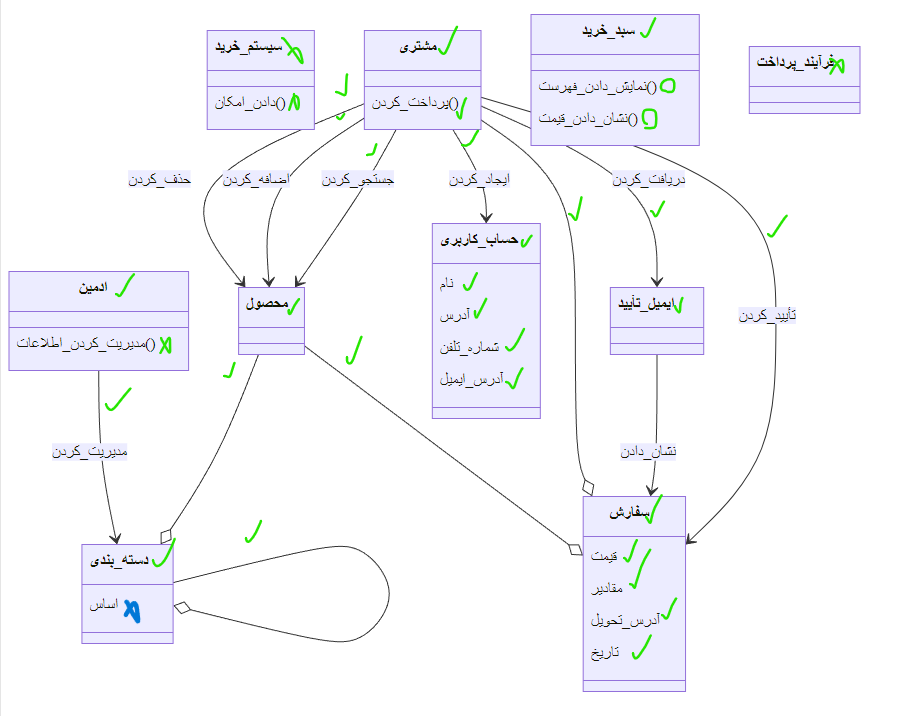 سیستم_خرید
دادن_امکان()
مشتری
پرداخت_کردن()
سبد_خرید
نمایش_دادن_فهرست()
نشان_دادن_قیمت()
فرآیند_پرداخت
حذف_کردن
اضافه_کردن
جستجی_کردن
ایجاد_کردن
دریافت_کردن
حساب_کاربری
نام
آدرس
شماره_تلفن
آدرس_ایمیل
ادمین
مدیریت_کردن_اطلاعات()
محصول
ایمیل_تأیید
تأیید_کردن
مدیریت_کردن
نشان_دادن
دسته_بندی
اساس
سفارش
قیمت
مقادیر
آدرس_تحویل
تاریخ